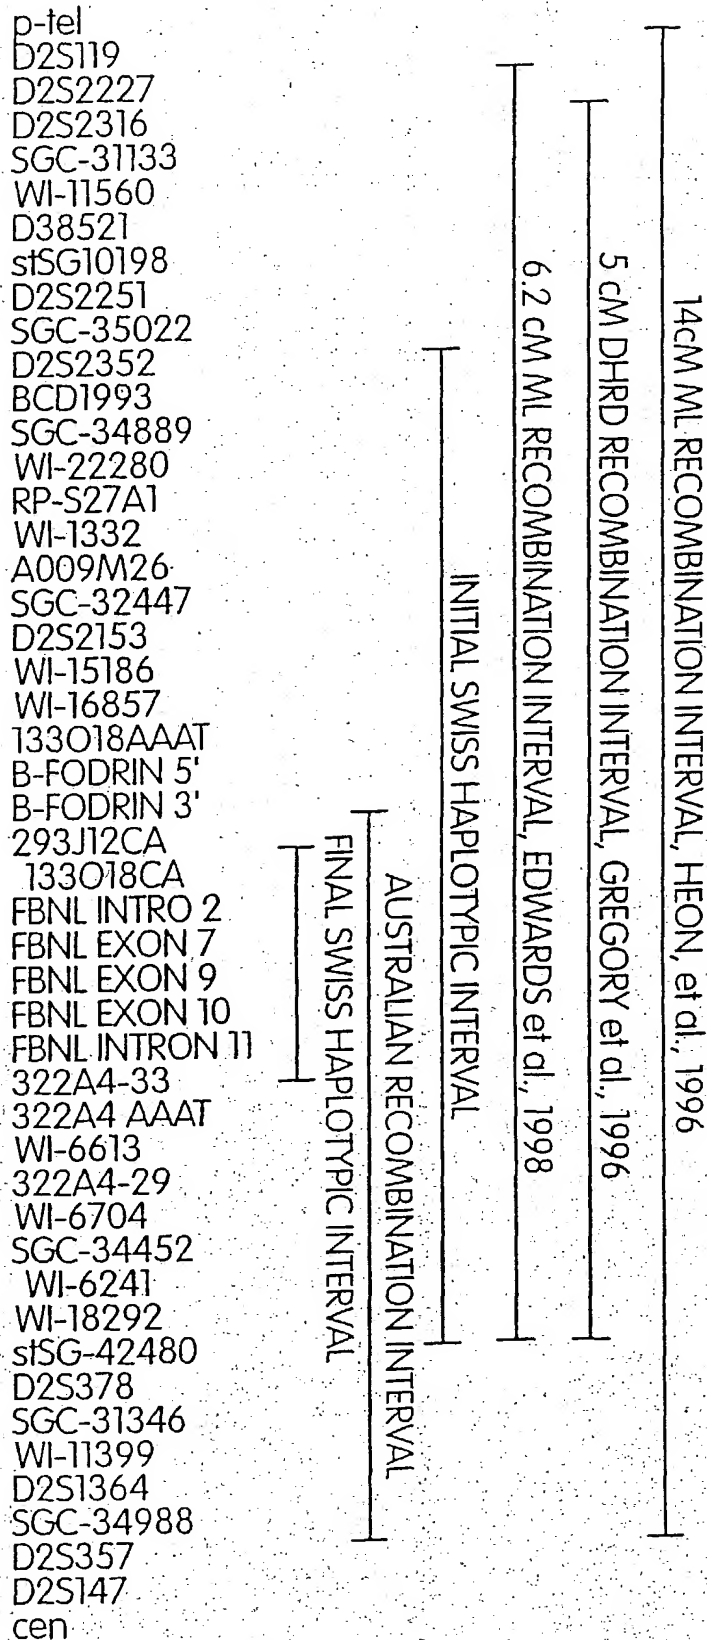 p-tel
D2S119
D2S2227
D2S2316
SGC-31133
WI-11560
D38521
stSG10198
D2S2251
SGC-35022
D2S2352
BCD1993
SGC-34889
WI-22280
RP-S27A1
WI-1332
A009M26
SGC-32447
D2S2153
WI-15186
WI-16857
133O18AAAT
B-FODRIN 5'
B-FODRIN 3'
293J12CA
133O18CA
FBNL INTRO 2
FBNL EXON 7
FBNL EXON 9
FBNL EXON 10
FBNL INTRON 11
322A4-33
322A4 AAAT
WI-6613
322A4-29
WI-6704
SGC-34452
WI-6241
WI-18292
stSG-42480
D2S378
SGC-31346
WI-11399
D2S1364
SGC-34988
D2S357
D2S147
cen
FINAL SWISS HAPLOTYPIC INTERVAL
AUSTRALIAN RECOMBINATION INTERVAL
INITIAL SWISS HAPLOTYPIC INTERVAL
6.2 cM ML RECOMBINATION INTERVAL, EDWARDS et al., 1998
5 cM DHRD RECOMBINATION INTERVAL, GREGORY et al., 1996
14cM ML RECOMBINATION INTERVAL, HEON, et al., 1996